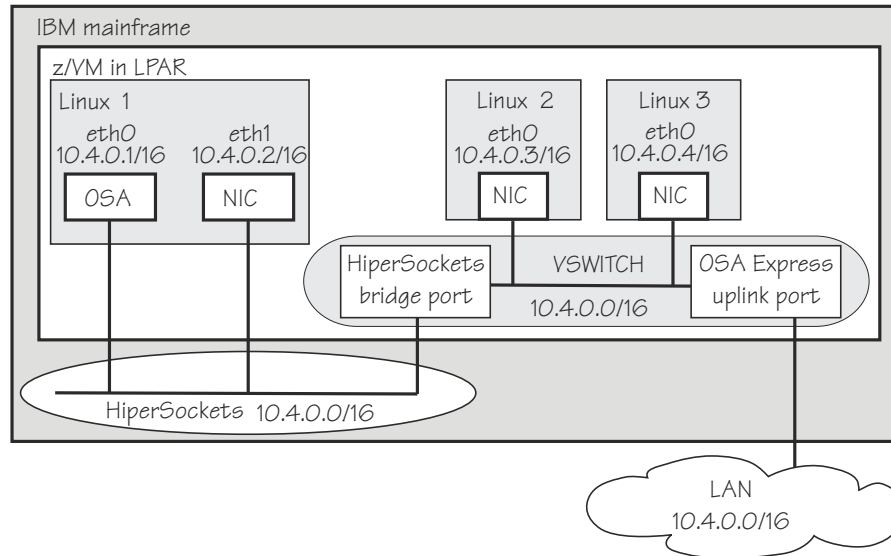 IBM mainframe
z/VM in LPAR
Linux 1
eth0
10.4.0.1/16
OSA
eth1
10.4.0.2/16
NIC
Linux 2
eth0
10.4.0.3/16
NIC
Linux 3
eth0
10.4.0.4/16
NIC
HiperSockets
bridge port
VSWITCH
10.4.0.0/16
OSA Express
uplink port
HiperSockets 10.4.0.0/16
LAN
10.4.0.0/16